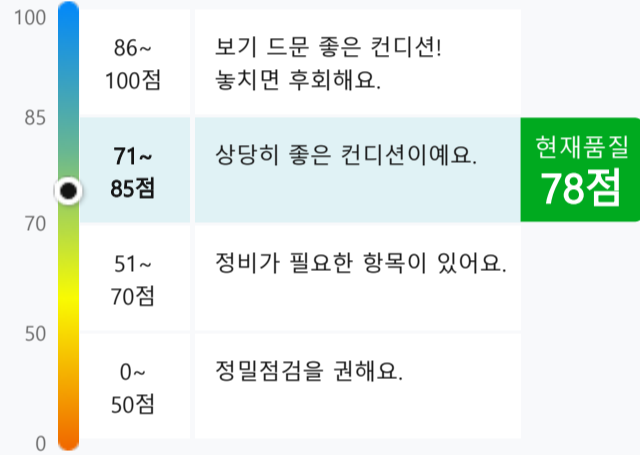 100
86~
100점
보기 드문 좋은 컨디션!
놓치면 후회해요.
85
71~
85점
상당히 좋은 컨디션이예요.
현재품질
78점
70
51~
70점
정비가 필요한 항목이 있어요.
50
0~
50점
정밀점검을 권해요.
0